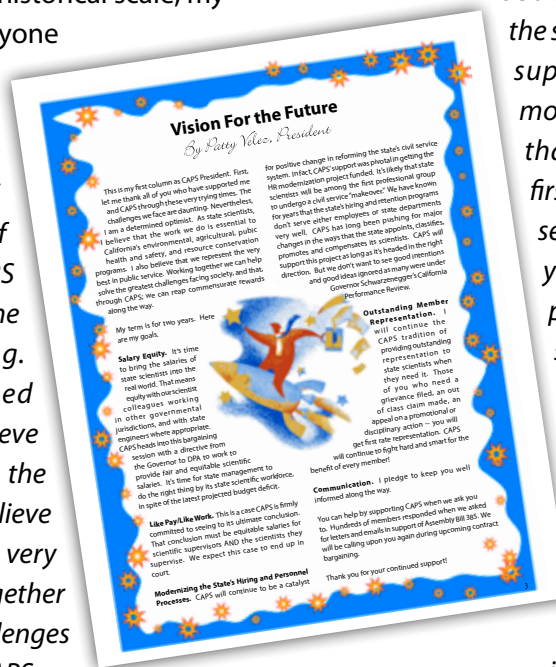 historical scale, my
yone
f
S
g.
ed
eve
the
lieve
very
gether
lenges
Vision For the Future
By Patty Velez, President
This is my first column as CAPS President. First,
let me thank all of you who have supported me
and CAPS through these very trying times. The
challenges we face are daunting. Nevertheless,
I am a determined optimist. As state scientists,
I believe that the work we do is essential to
California's environmental, agricultural, pubic
health and safety, and resource conservation
programs. I also believe that we represent the very
best in public service. Working together we can help
solve the greatest challenges facing society, and that,
through CAPS; we can reap commensurate rewards
along the way.
My term is for two years. Here
are my goals.
Salary Equity. It's time
to bring the salaries of
state scientists into the
real world. That means
equity with our scientist
colleagues working
in other governmental
jurisdictions, and with state
engineers where appropriate.
CAPS heads into this bargaining
session with a directive from
the Governor to DPA to work to
provide fair and equitable scientific
salaries. It's time for state management to
do the right thing by its state scientific workforce,
in spite of the latest projected budget deficit.
Like Pay/Like Work. This is a case CAPS is firmly
committed to seeing to its ultimate conclusion.
That conclusion must be equitable salaries for
scientific supervisors AND the scientists they
supervise. We expect this case to end up in
court.
Modernizing the State's Hiring and Personnel
Processes. CAPS will continue to be a catalyst
for positive change in reforming the state's civil service
system. In fact, CAPS' support was pivotal in getting the
HR modernization project funded. It's likely that state
scientists will be among the first professional group
to undergo a civil service "makeover." We have known
for years that the state's hiring and retention programs
don't serve either employees or state departments
very well. CAPS has long been pushing for major
changes in the ways that the state appoints, classifies,
promotes and compensates its scientists. CAPS will
support this project as long as it's headed in the right
direction. But we don't want to see good intentions
and good ideas ignored as many were under
Governor Schwarzenegger's California
Performance Review.
Outstanding Member
Representation. I
will continue the
CAPS tradition of
providing outstanding
representation to
state scientists when
they need it. Those
of you who need a
grievance filed, an out
of class claim made, an
appeal on a promotional or
disciplinary action -- you will
get first rate representation. CAPS
will continue to fight hard and smart for the
benefit of every member!
Communication. I pledge to keep you well
informed along the way.
You can help by supporting CAPS when we ask you
to. Hundreds of members responded when we asked
for letters and emails in support of Assembly Bill 385. We
will be calling upon you again during upcoming contract
bargaining.
Thank you for your continued support!
3
the s
sup
mo
tha
firs
se
y
p
s